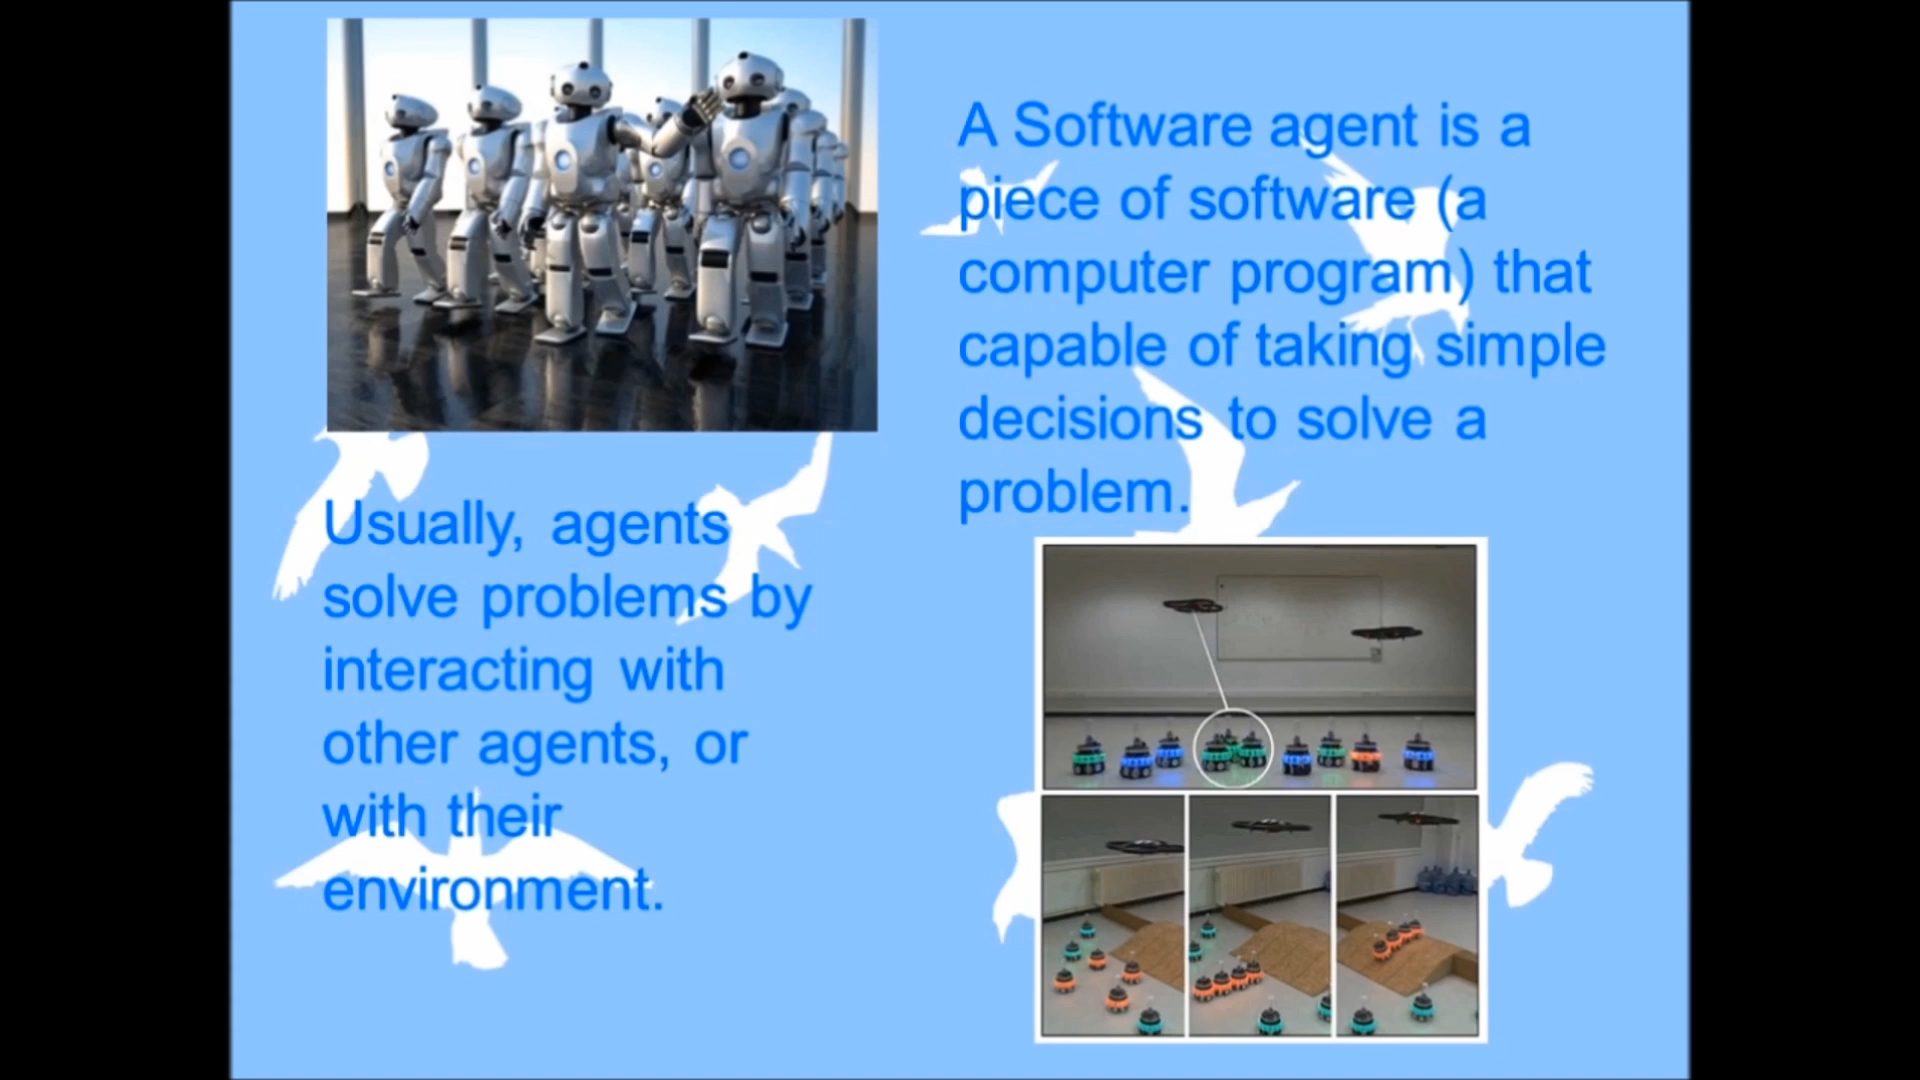 A Software agent is a
piece of software (a
computer program) that
capable of taking simple
decisions to solve a
problem.
Usually, agents
solve problems by
interacting with
other agents, or
with their
environment.